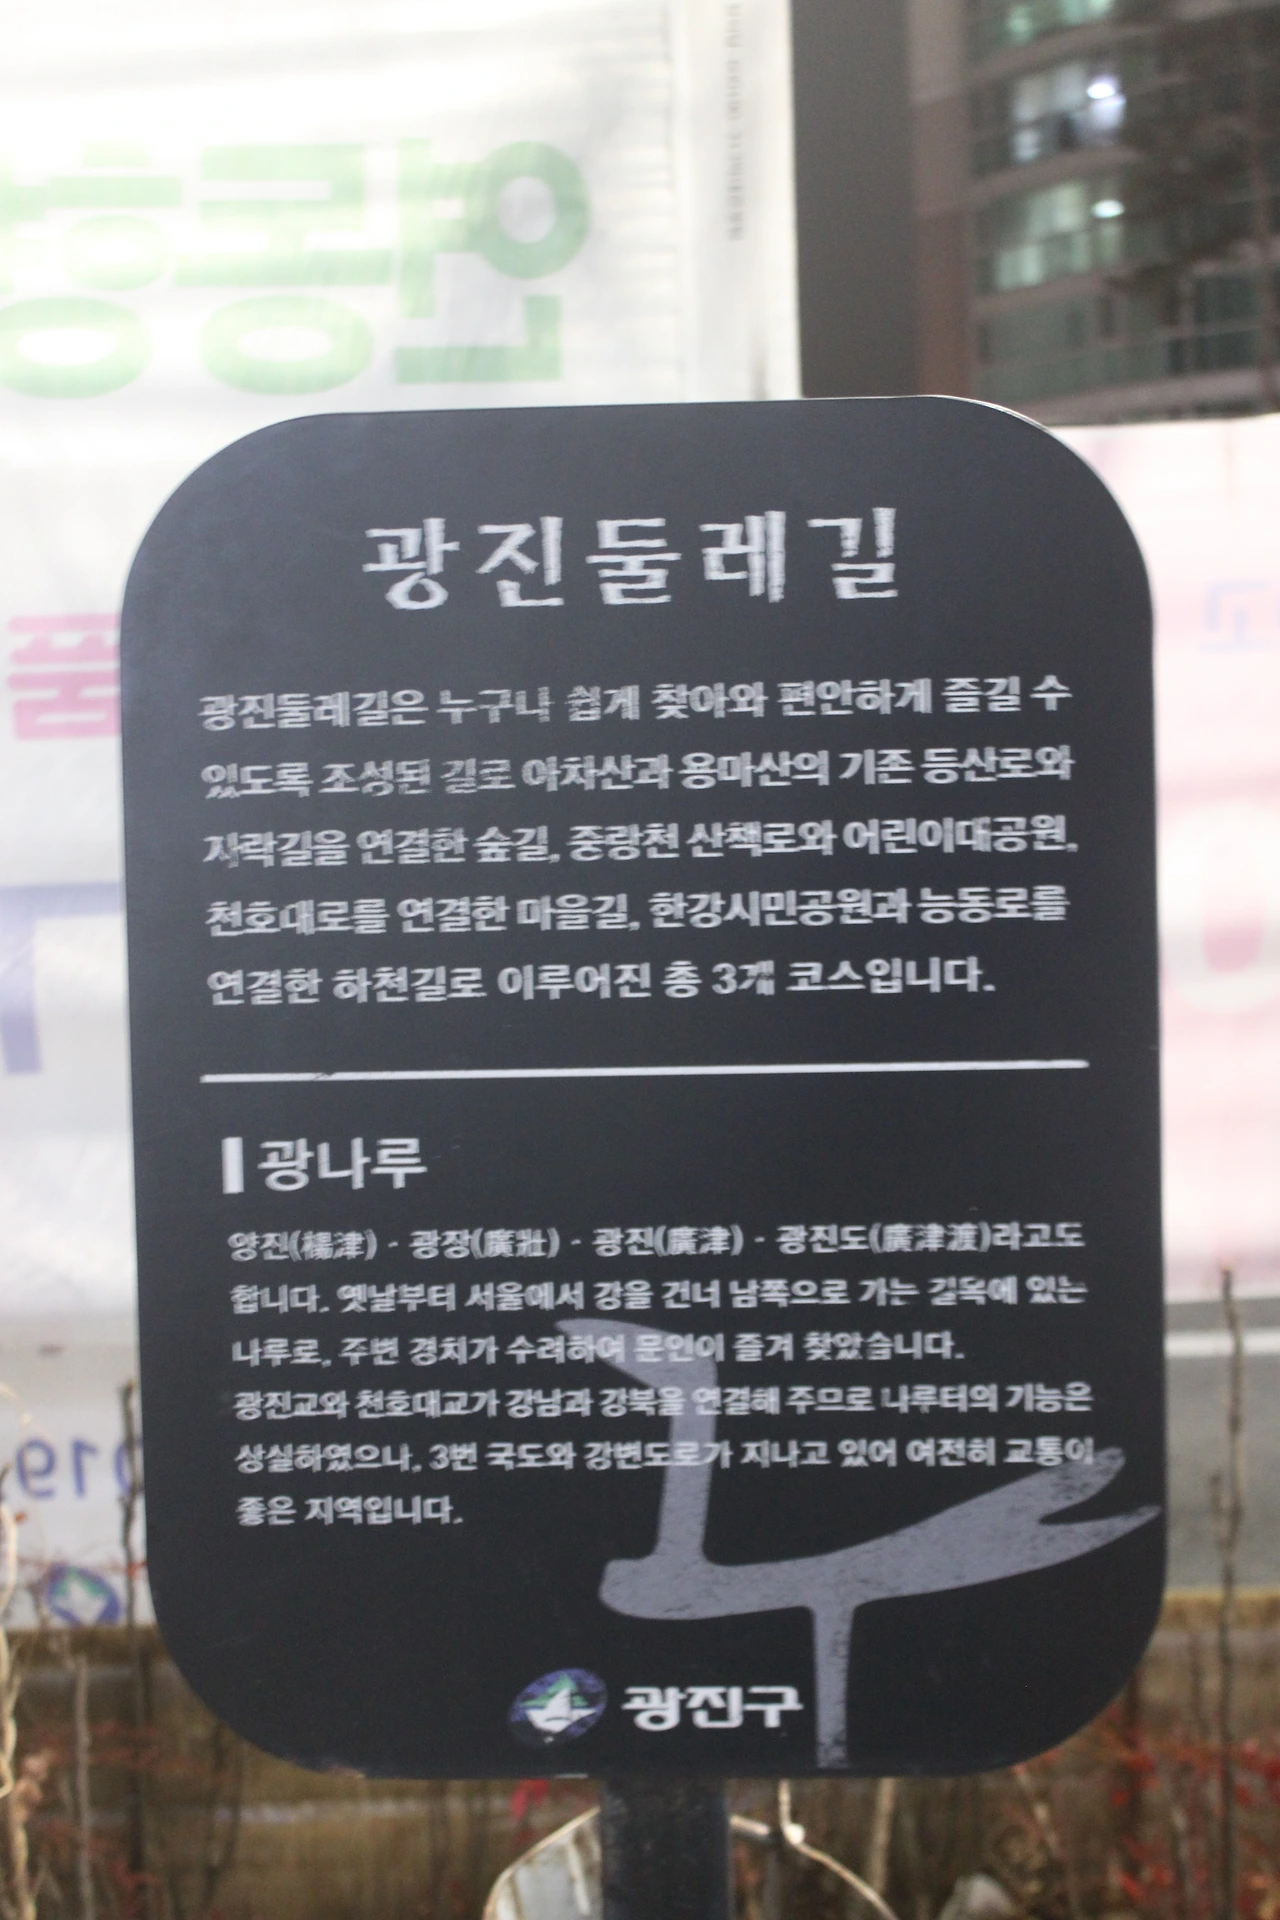 광진둘레길
광진둘레길은 누구나 쉽게 찾아와 편안하게 즐길 수
있도록 조성된 길로 아차산과 용마산의 기존 등산로와
자락길을 연결한 숲길, 중랑천 산책로와 어린이대공원,
천호대로를 연결한 마을길, 한강시민공원과 능동로를
연결한 하천길로 이루어진 총 3개 코스입니다.
광나루
양진(楊津) · 광장(廣壯) · 광진(廣津) · 광진도(廣津渡)라고도
합니다. 옛날부터 서울에서 강을 건너 남쪽으로 가는 길목에 있는
나루로, 주변 경치가 수려하여 문인이 즐겨 찾았습니다.
광진교와 천호대교가 강남과 강북을 연결해 주므로 나루터의 기능은
상실하였으나, 3번 국도와 강변도로가 지나고 있어 여전히 교통이
좋은 지역입니다.
광진구